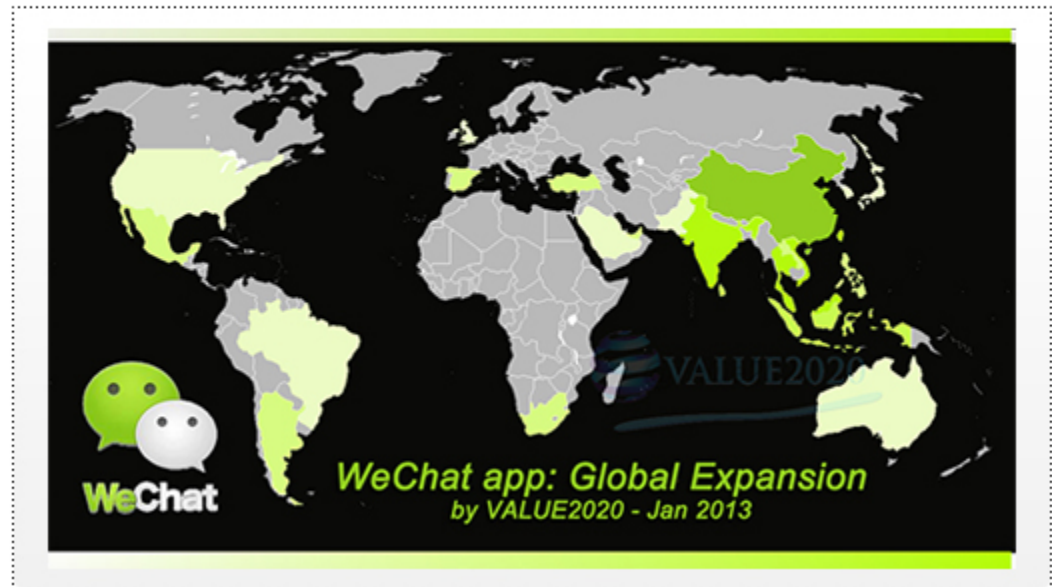 VALUE2020
WeChat
WeChat app: Global Expansion
by VALUE2020 - Jan 2013